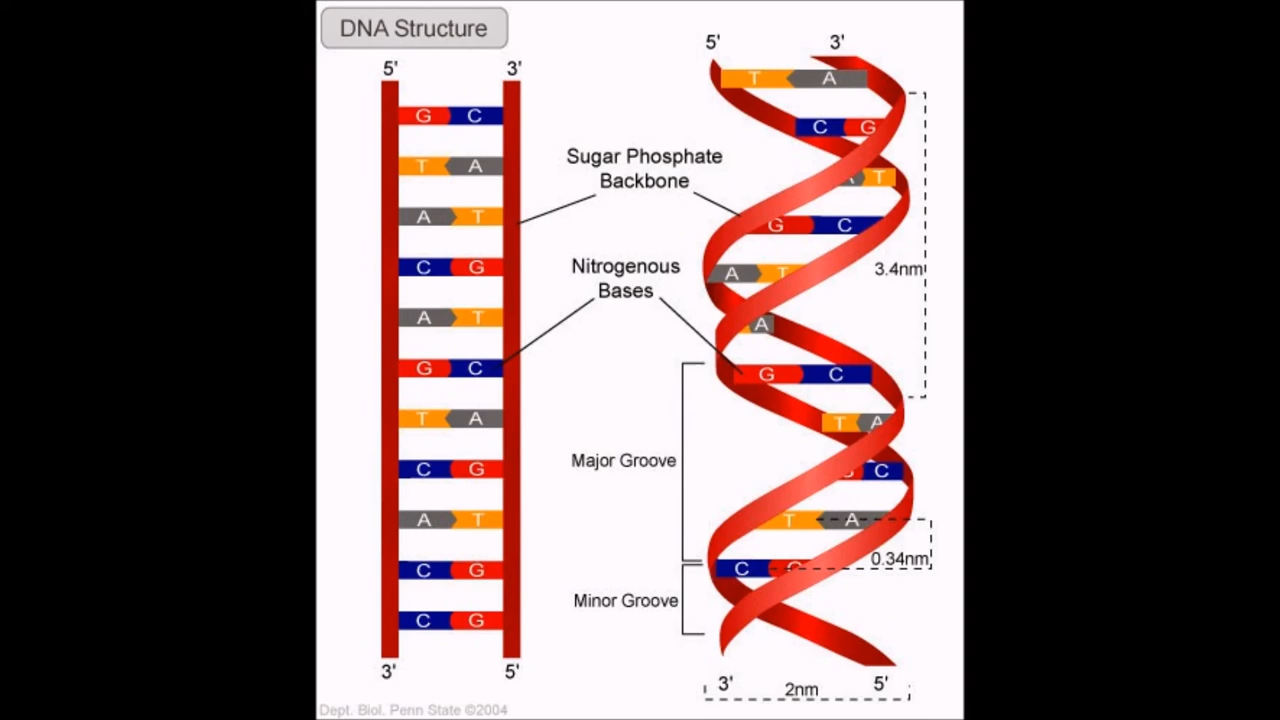 DNA Structure
5' 3'
G C
T A
A T
C G
A T
G C
T A
C G
A T
C G
C G
3' 5'
Sugar Phosphate
Backbone
Nitrogenous
Bases
Major Groove
Minor Groove
5' 3'
T A
C G
A T
G C
A T
A
G C
T A
G C
T A
C G
3.4nm
0.34nm
3' 5'
2nm
Dept. Biol. Penn State ©2004